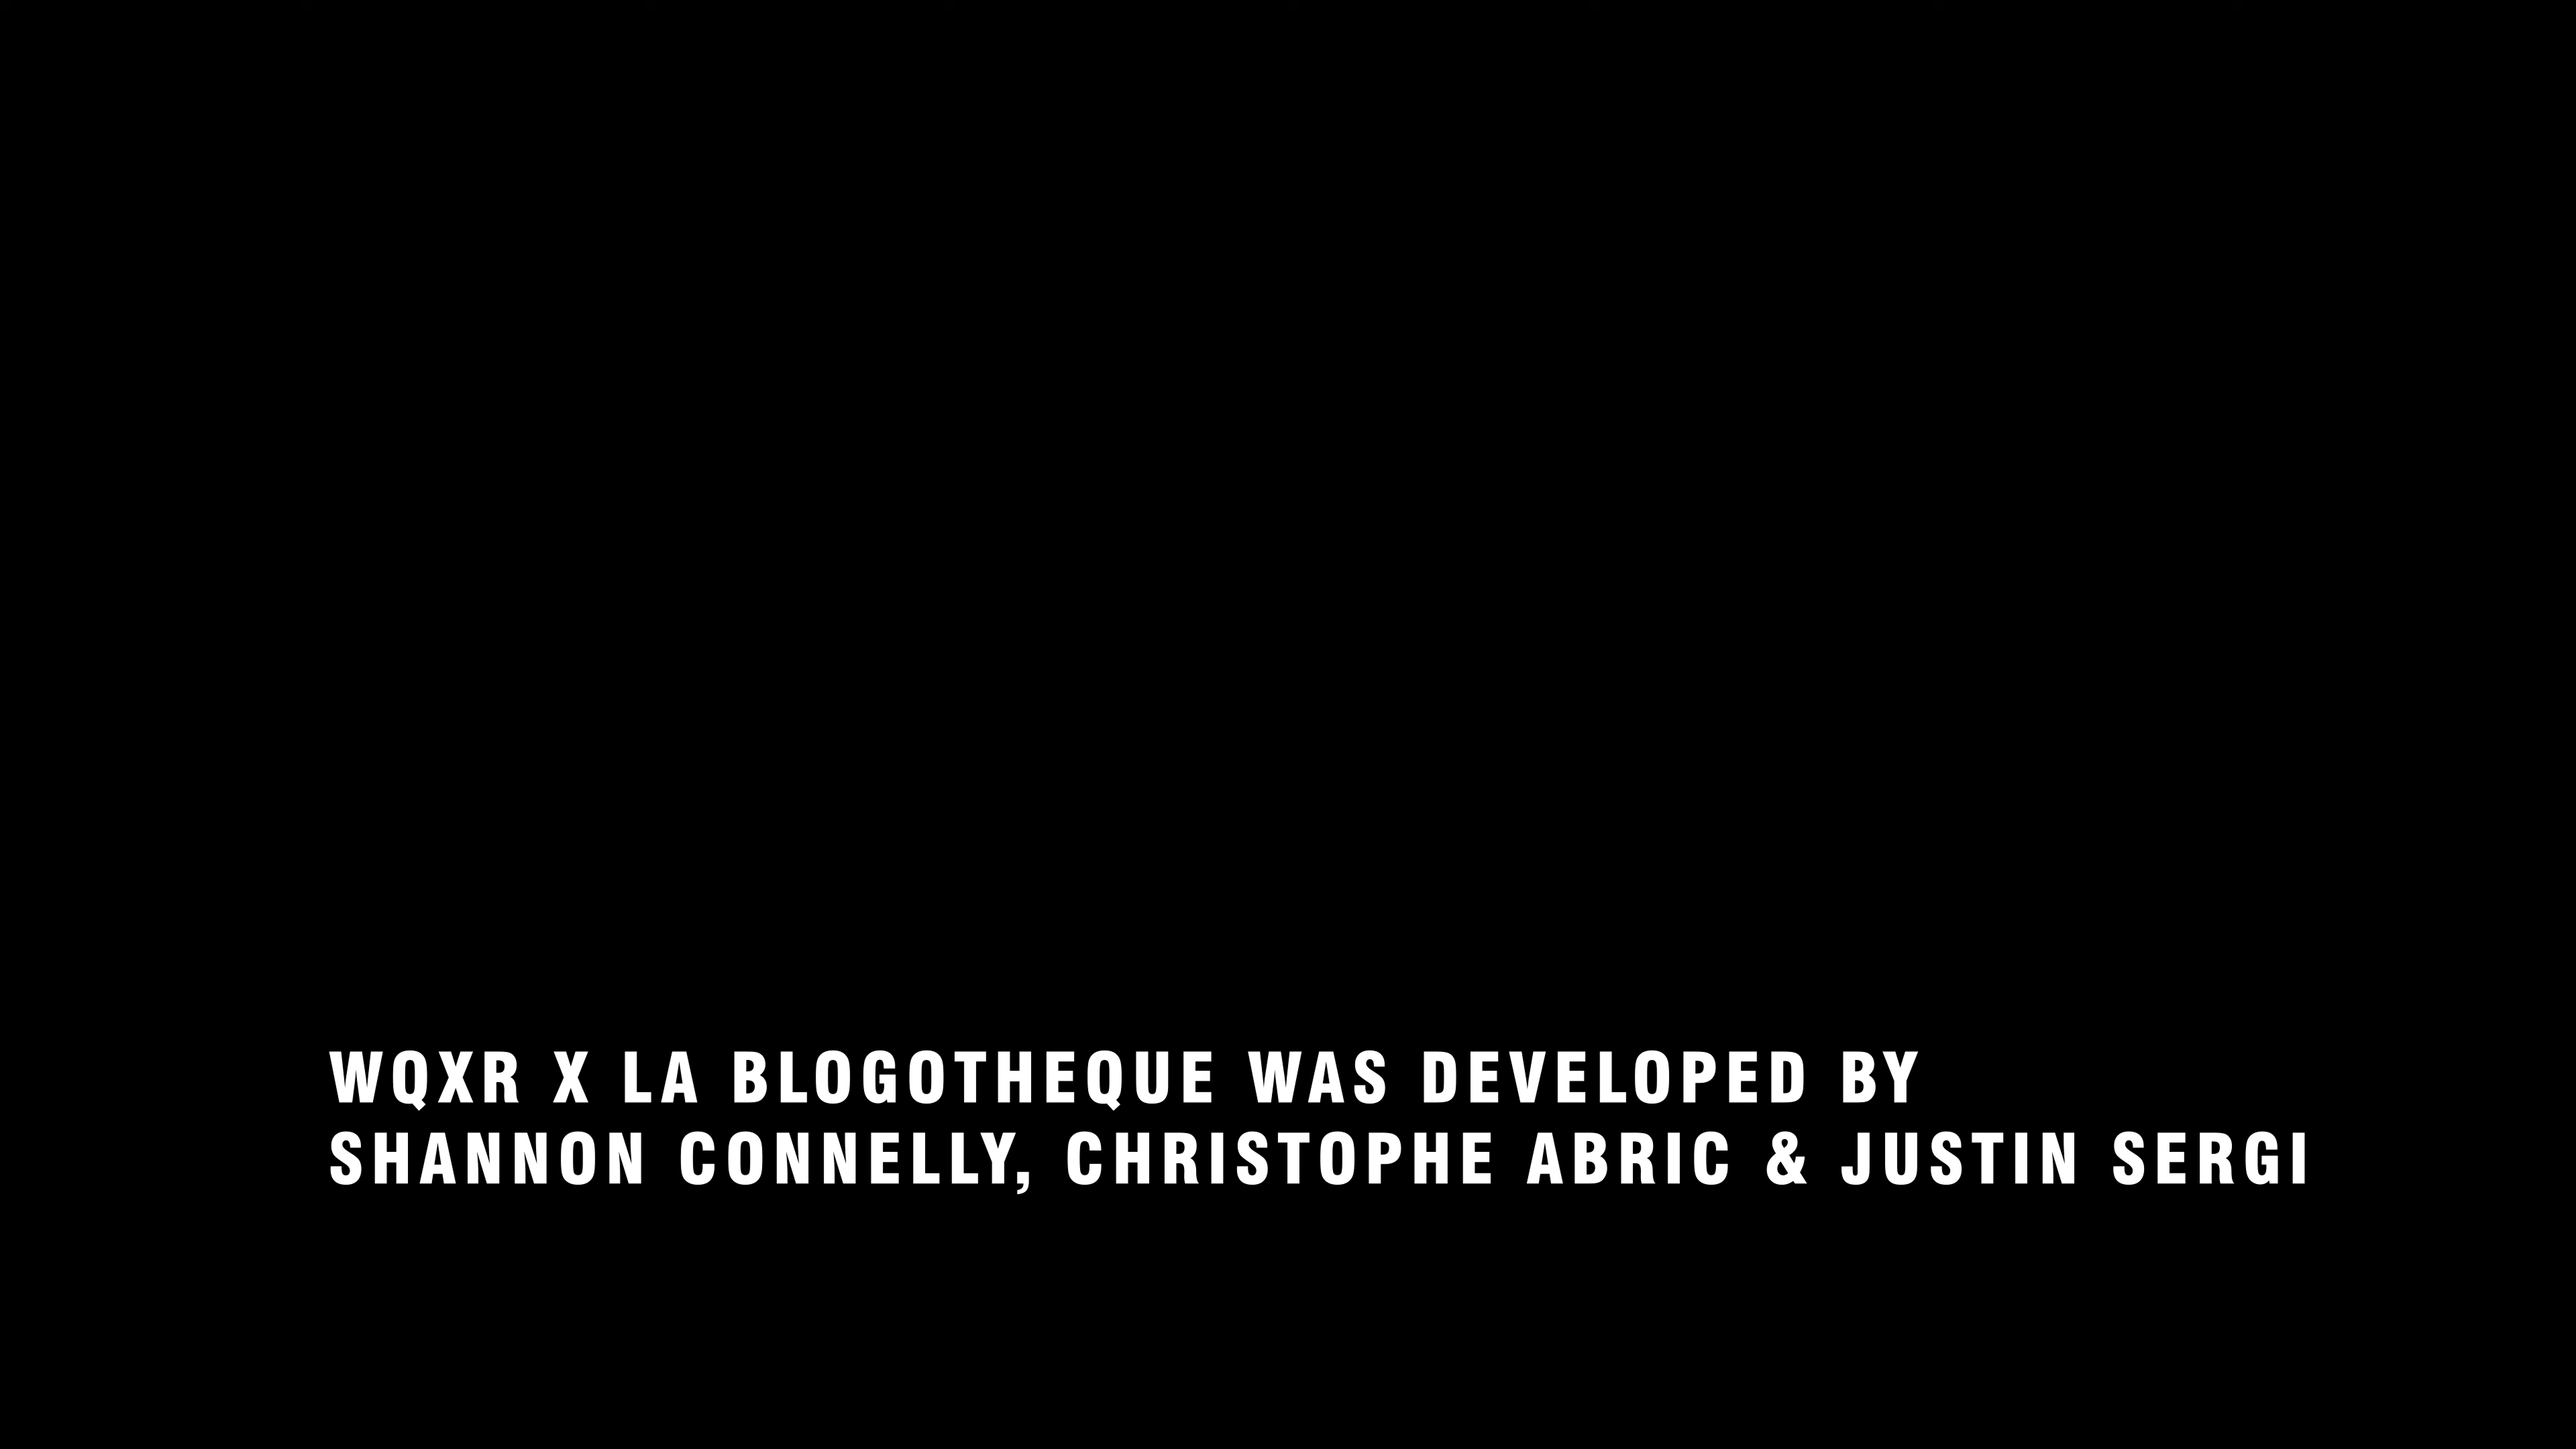 WQXR X LA BLOGOTHEQUE WAS DEVELOPED BY
SHANNON CONNELLY, CHRISTOPHE ABRIC & JUSTIN SERGI